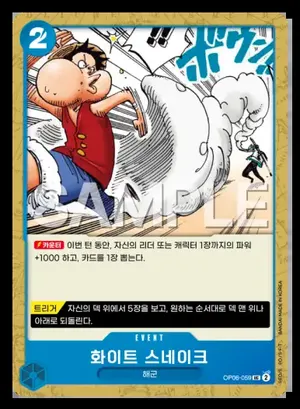 2
SAMPLE
카운터 이번 턴 동안, 자신의 리더 또는 캐릭터 1장까지의 파워
+1000 하고, 카드를 1장 뽑는다.
트리거 자신의 덱 위에서 5장을 보고, 원하는 순서대로 덱 맨 위나
아래로 되돌린다.
EVENT
화이트 스네이크
해군
OP06-059 UC 2